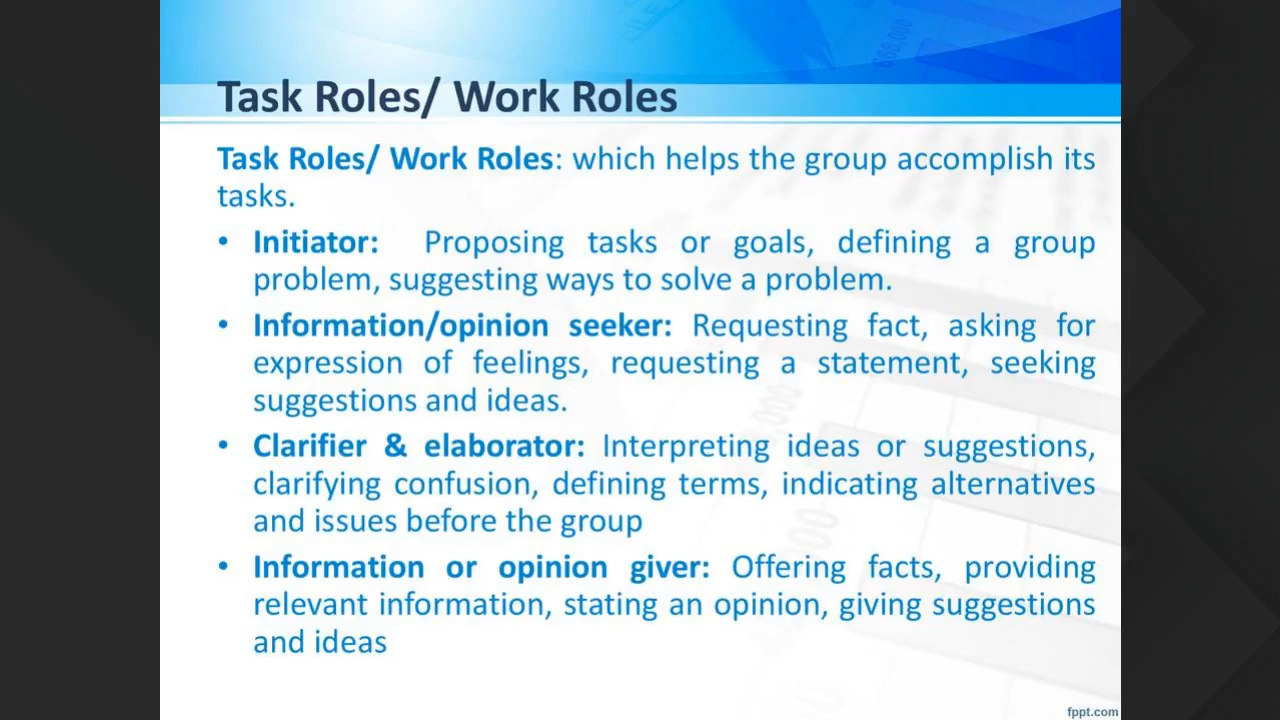 Task Roles/ Work Roles
Task Roles/ Work Roles: which helps the group accomplish its
tasks.
• Initiator: Proposing tasks or goals, defining a group
problem, suggesting ways to solve a problem.
• Information/opinion seeker: Requesting fact, asking for
expression of feelings, requesting a statement, seeking
suggestions and ideas.
• Clarifier & elaborator: Interpreting ideas or suggestions,
clarifying confusion, defining terms, indicating alternatives
and issues before the group
• Information or opinion giver: Offering facts, providing
relevant information, stating an opinion, giving suggestions
and ideas
fppt.com